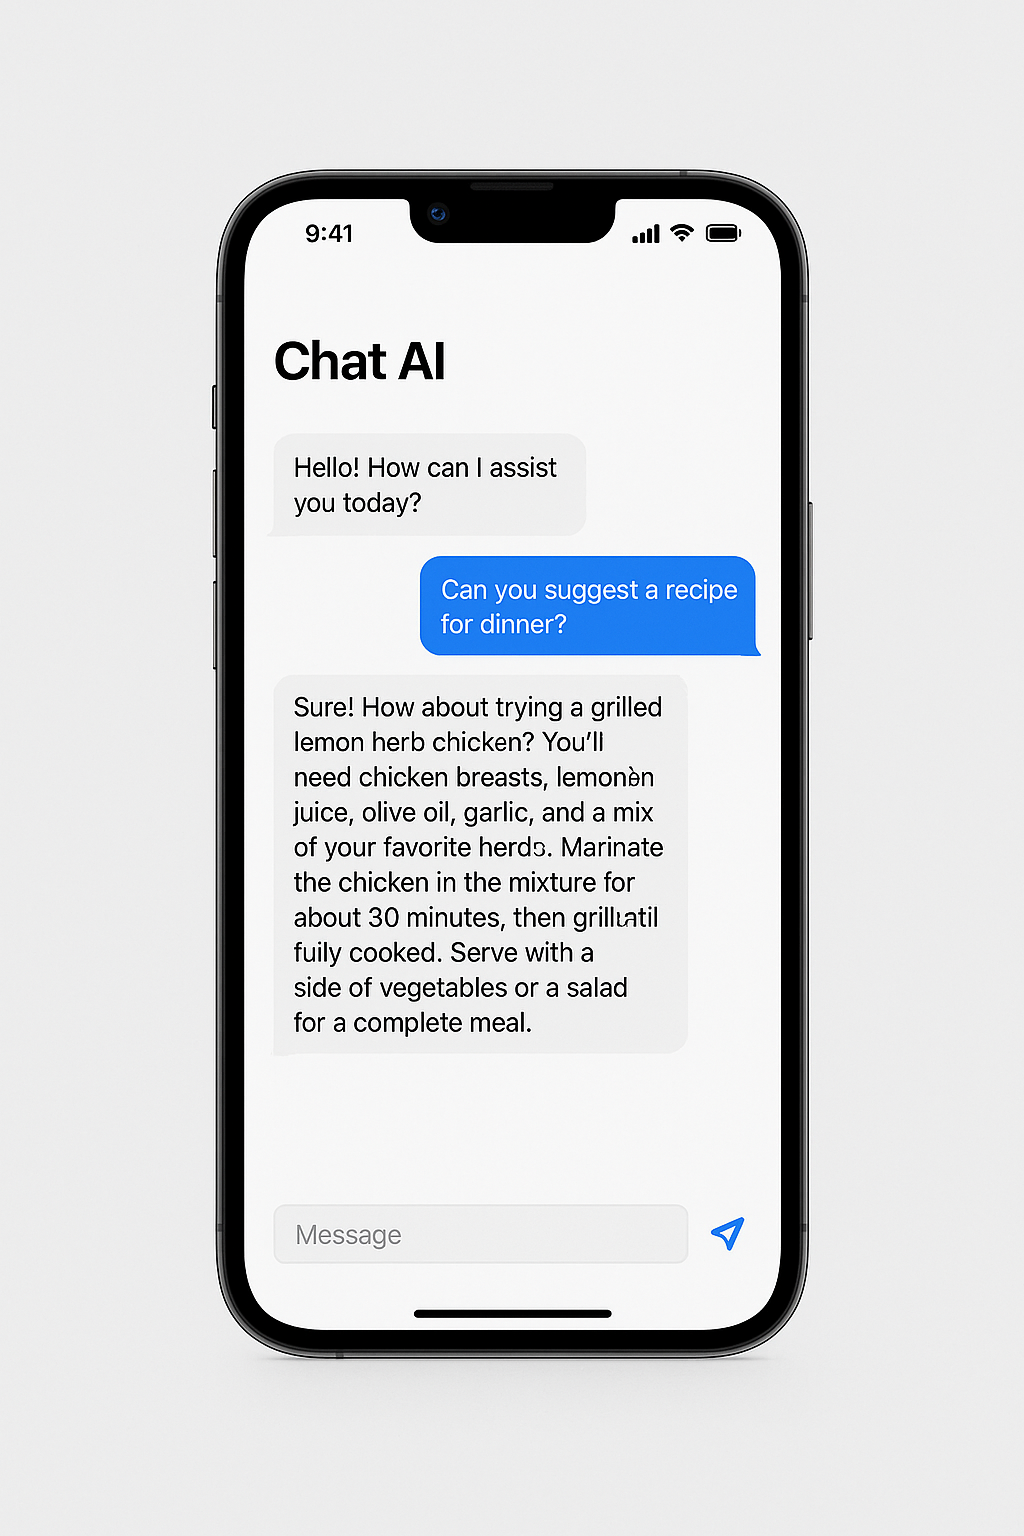 9:41
Chat AI
Hello! How can I assist
you today?
Can you suggest a recipe
for dinner?
Sure! How about trying a grilled
lemon herb chicken? You’ll
need chicken breasts,
juice, olive oil, garlic, and a mix
of your favorite Marinate
the chicken in the mixture for
about 30 minutes, then
fuily cooked. Serve with a
side of vegetables or a salad
for a complete meal.
Message